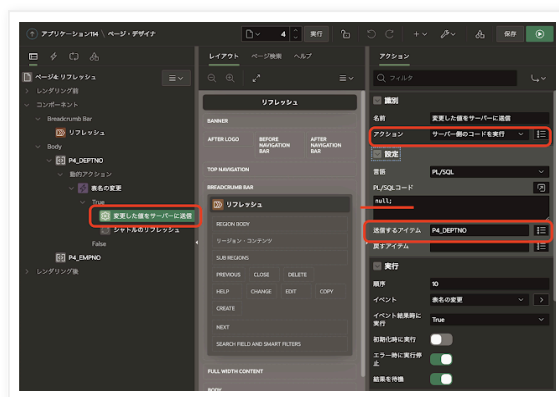 アプリケーション114 \ ページ・デザイナ
4
実行
保存
ページ4: リフレッシュ
レンダリング前
コンポーネント
Breadcrumb Bar
リフレッシュ
Body
P4_DEPTNO
動的アクション
表名の変更
True
変更した値をサーバーに送信
シャトルのリフレッシュ
False
P4_EMPNO
レンダリング後
レイアウト
ページ検索
ヘルプ
リフレッシュ
BANNER
AFTER LOGO
BEFORE NAVIGATION BAR
AFTER NAVIGATION BAR
TOP NAVIGATION
BREADCRUMB BAR
リフレッシュ
REGION BODY
リージョン・コンテンツ
SUB REGIONS
PREVIOUS
CLOSE
DELETE
HELP
CHANGE
EDIT
COPY
CREATE
NEXT
SEARCH FIELD AND SMART FILTERS
FULL WIDTH CONTENT
BODY
アクション
フィルタ
識別
名前
変更した値をサーバーに送信
アクション
サーバー側のコードを実行
設定
言語
PL/SQL
PL/SQLコード
null;
送信するアイテム
P4_DEPTNO
戻すアイテム
実行
順序
10
イベント
表名の変更
イベント結果時に実行
True
初期化時に実行
エラー時に実行停止
結果を待機